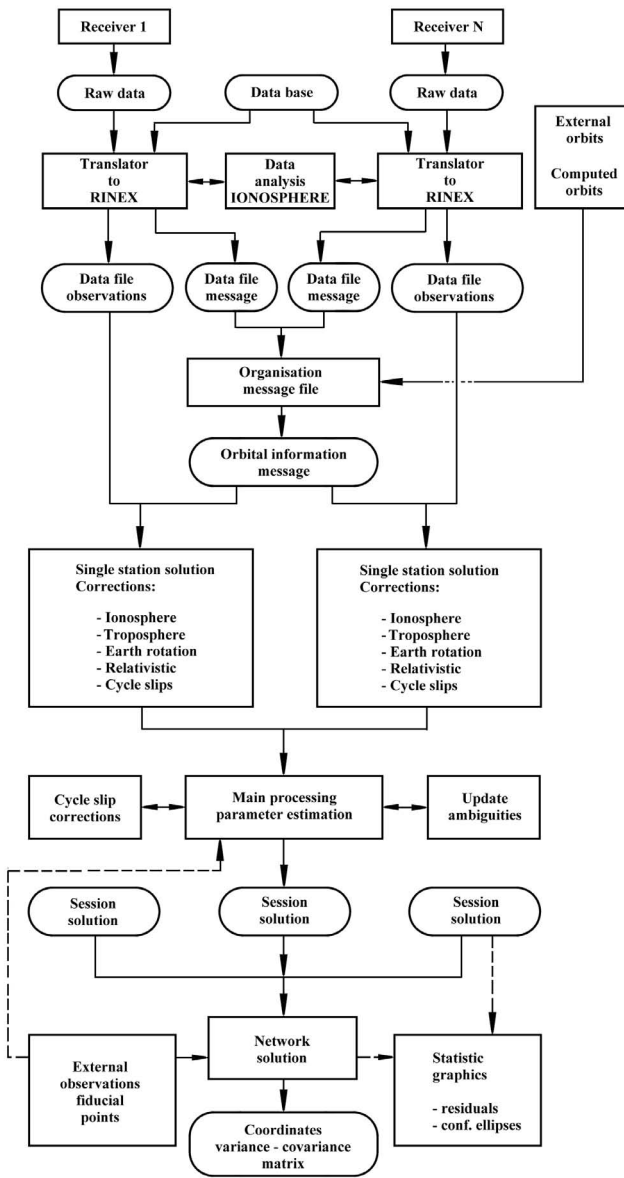 Receiver 1
Receiver N
Raw data
Data base
Raw data
External
orbits
Computed
orbits
Translator
to
RINEX
Data
analysis
IONOSPHERE
Translator
to
RINEX
Data file
observations
Data file
message
Data file
message
Data file
observations
Organisation
message file
Orbital information
message
Single station solution
Corrections:
- Ionosphere
- Troposphere
- Earth rotation
- Relativistic
- Cycle slips
Single station solution
Corrections:
- Ionosphere
- Troposphere
- Earth rotation
- Relativistic
- Cycle slips
Cycle slip
corrections
Main processing
parameter estimation
Update
ambiguities
Session
solution
Session
solution
Session
solution
External
observations
fiducial
points
Network
solution
Statistic
graphics
- residuals
- conf. ellipses
Coordinates
variance - covariance
matrix